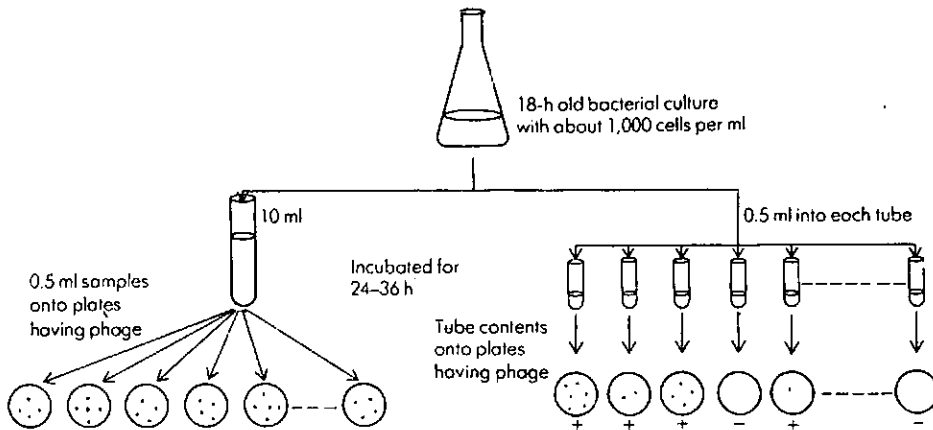 18-h old bacterial culture
with about 1,000 cells per ml
10 ml
0.5 ml into each tube
0.5 ml samples
onto plates
having phage
Incubated for
24–36 h
Tube contents
onto plates
having phage
+ + + − + −